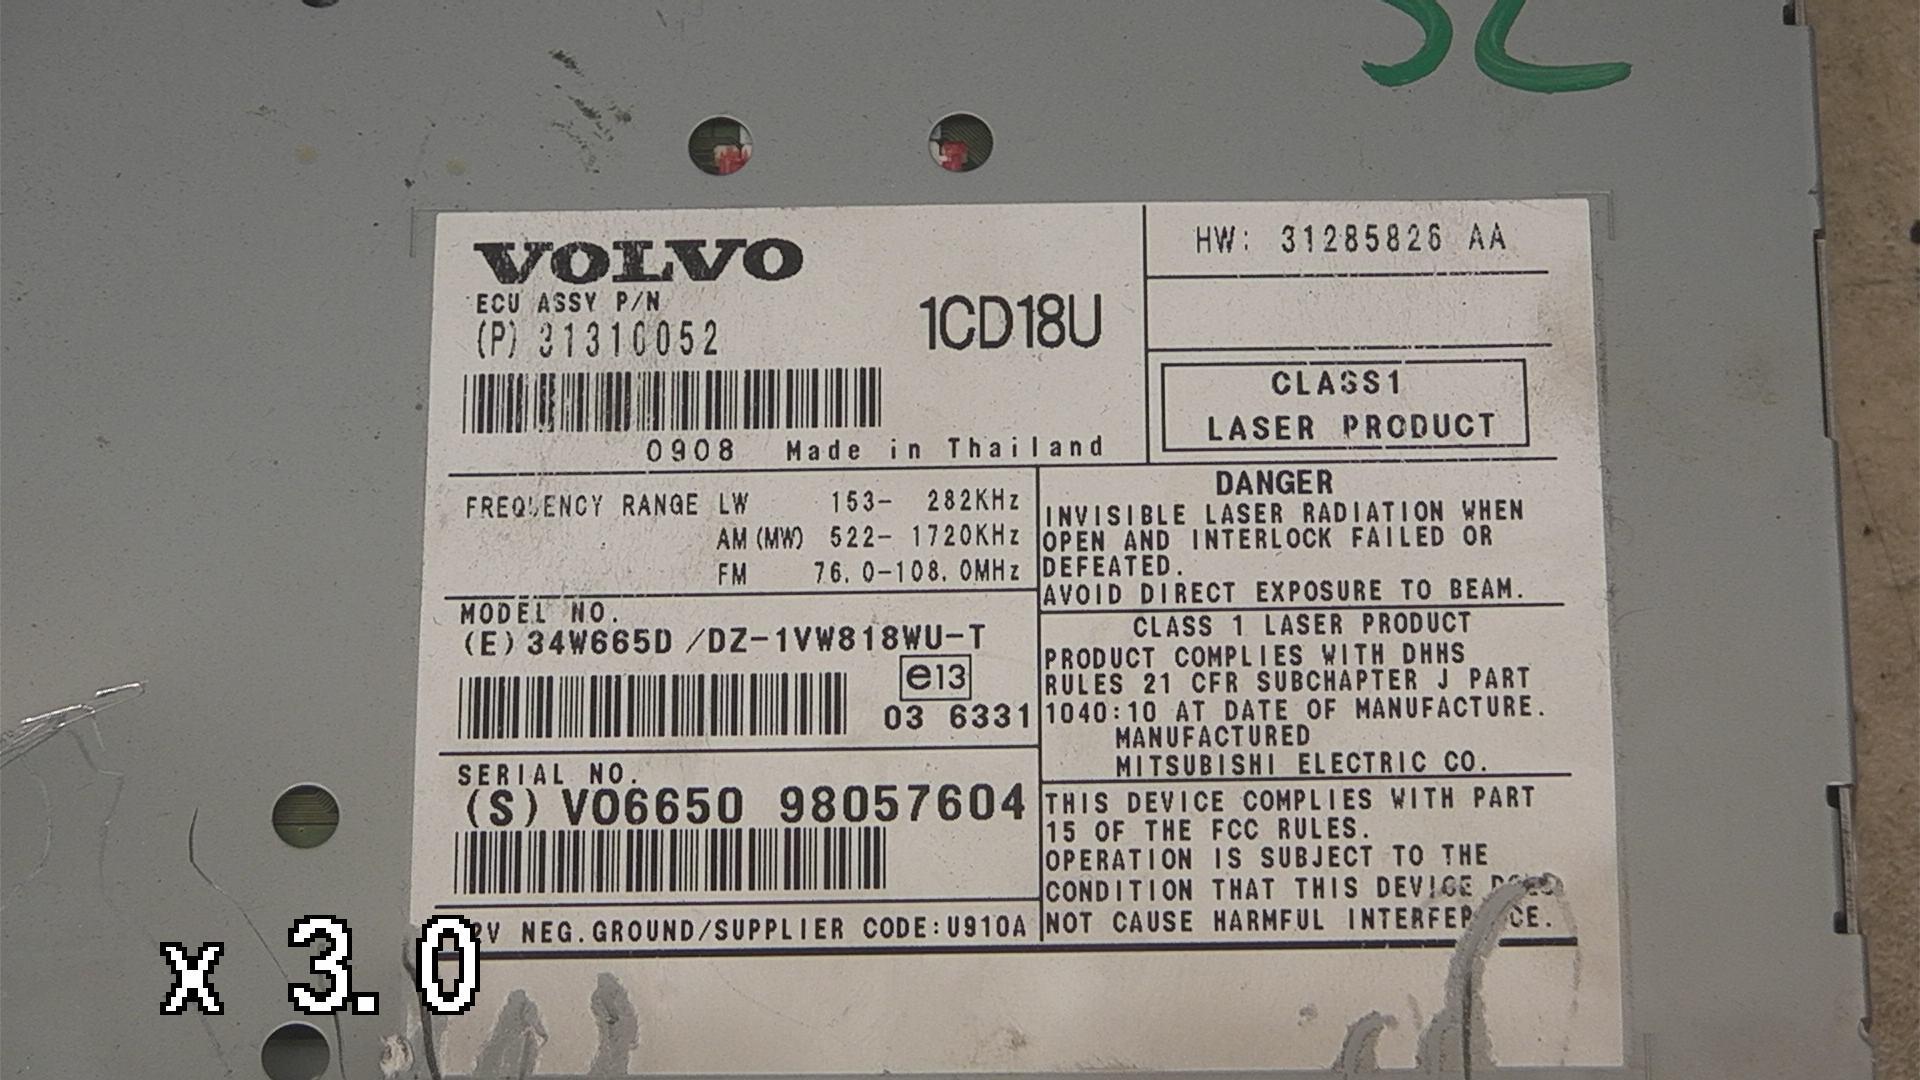 SC
VOLVO
ECU ASSY P/N
(P) 31310052
1CD18U
0908 Made in Thailand
HW: 31285826 AA
CLASS1
LASER PRODUCT
FREQUENCY RANGE LW 153- 282KHz
AM (MW) 522- 1720KHz
FM 76.0-108.0MHz
MODEL NO.
(E) 34W665D /DZ-1VW818WU-T
e13
03 6331
SERIAL NO.
(S) VO6650 98057604
NEG.GROUND/SUPPLIER CODE:U910A
DANGER
INVISIBLE LASER RADIATION WHEN
OPEN AND INTERLOCK FAILED OR
DEFEATED.
AVOID DIRECT EXPOSURE TO BEAM.
CLASS 1 LASER PRODUCT
PRODUCT COMPLIES WITH DHHS
RULES 21 CFR SUBCHAPTER J PART
1040:10 AT DATE OF MANUFACTURE.
MANUFACTURED
MITSUBISHI ELECTRIC CO.
THIS DEVICE COMPLIES WITH PART
15 OF THE FCC RULES.
OPERATION IS SUBJECT TO THE
CONDITION THAT THIS DEVICE DOES
NOT CAUSE HARMFUL INTERFERENCE.
x 3.0